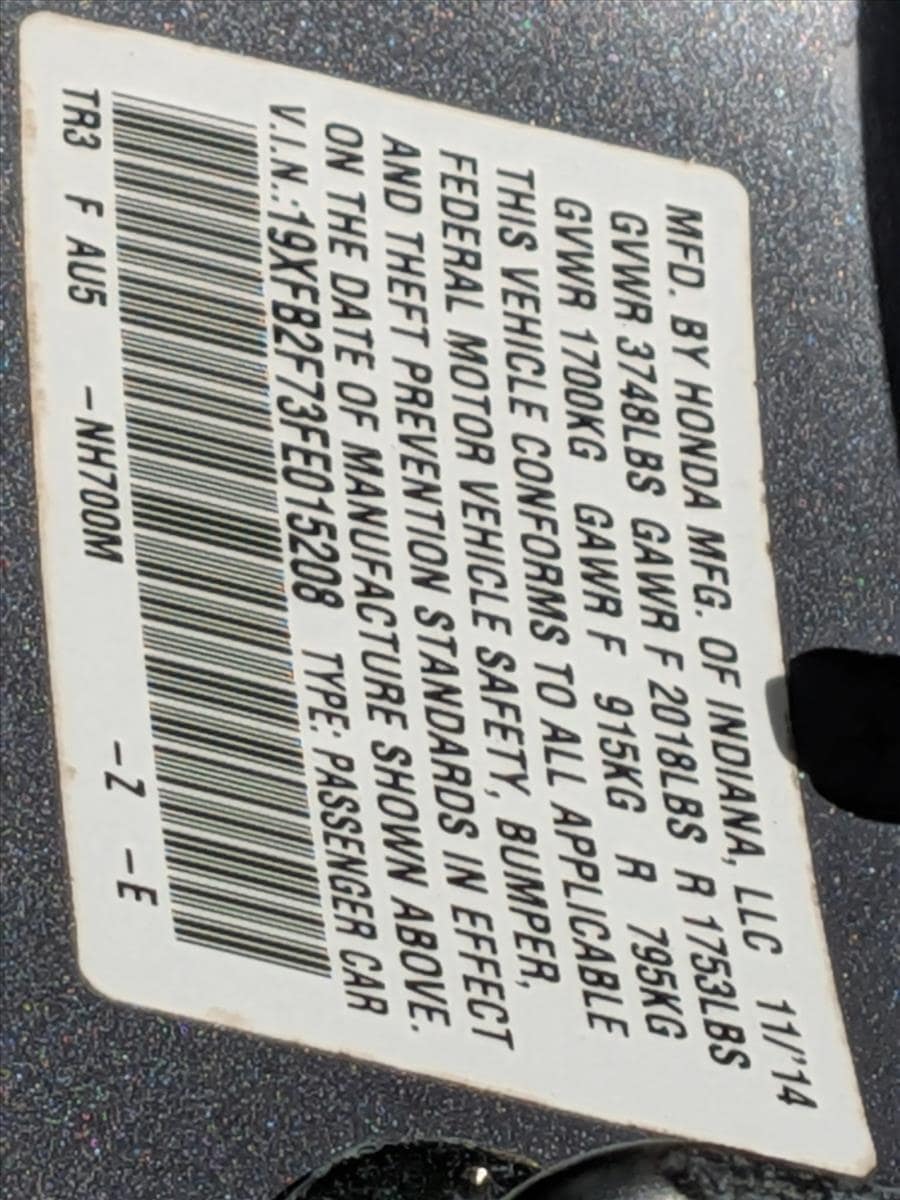 MFD. BY HONDA MFG. OF INDIANA, LLC 11/'14
GVWR 3748LBS GAWR F 2018LBS R 1753LBS
GVWR 1700KG GAWR F 915KG R 795KG
THIS VEHICLE CONFORMS TO ALL APPLICABLE
FEDERAL MOTOR VEHICLE SAFETY, BUMPER,
AND THEFT PREVENTION STANDARDS IN EFFECT
ON THE DATE OF MANUFACTURE SHOWN ABOVE.
V.I.N.:19XFB2F73FE015208 TYPE: PASSENGER CAR
TR3 F AU5 -NH700M -Z -E